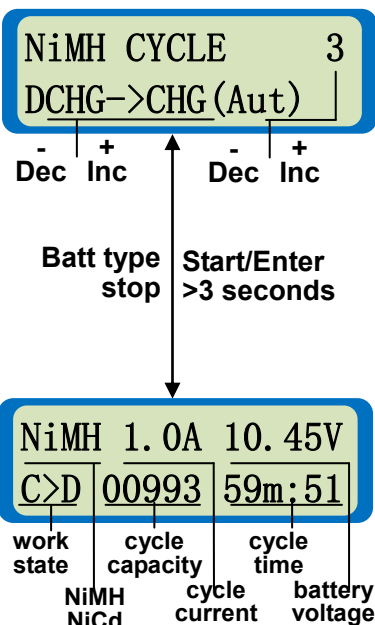 NiMH CYCLE 3
DCHG->CHG(Aut)
- + - +
Dec Inc Dec Inc
Batt type Start/Enter
stop >3 seconds
NiMH 1.0A 10.45V
C>D 00993 59m:51
work cycle cycle
state capacity time
NiMH cycle battery
NiCd current voltage